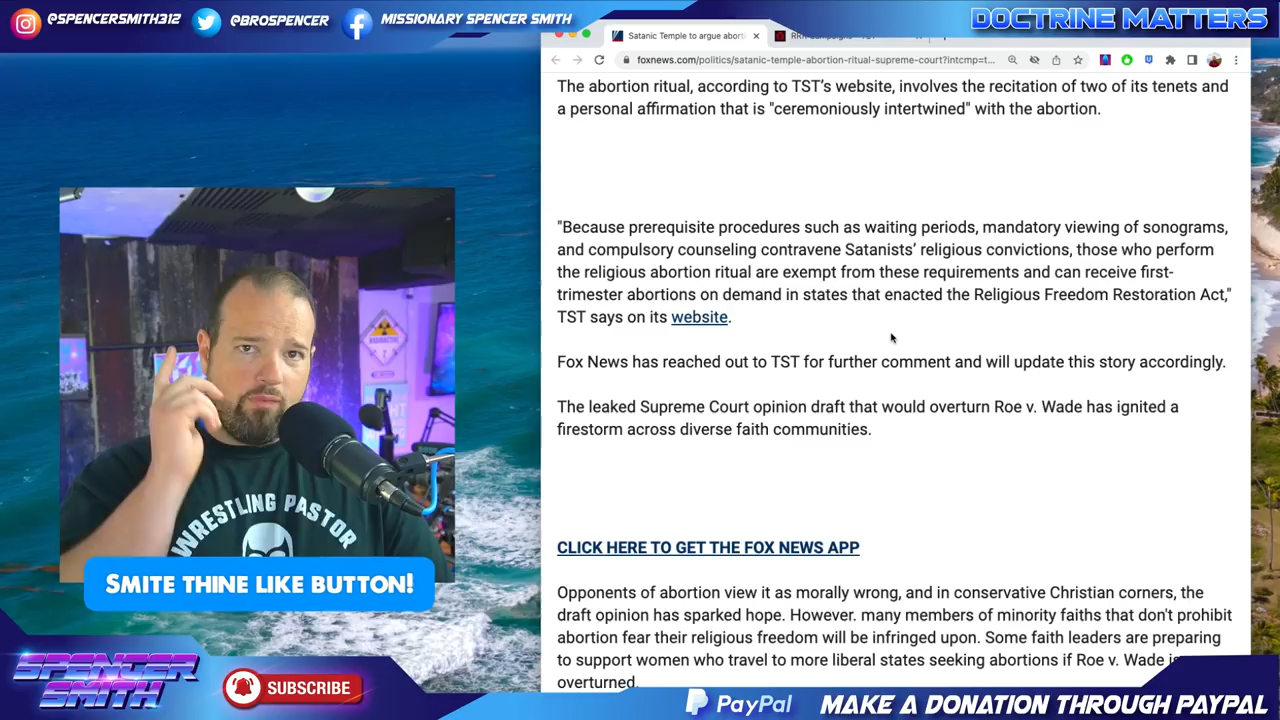 @SPENCERSMITH312 @BROSPENCER MISSIONARY SPENCER SMITH
DOCTRINE MATTERS
Satanic Temple to argue abort
foxnews.com/politics/satanic-temple-abortion-ritual-supreme-court?intcmp=t...
The abortion ritual, according to TST's website, involves the recitation of two of its tenets and
a personal affirmation that is "ceremoniously intertwined" with the abortion.
"Because prerequisite procedures such as waiting periods, mandatory viewing of sonograms,
and compulsory counseling contravene Satanists' religious convictions, those who perform
the religious abortion ritual are exempt from these requirements and can receive first-
trimester abortions on demand in states that enacted the Religious Freedom Restoration Act,"
TST says on its website.
Fox News has reached out to TST for further comment and will update this story accordingly.
The leaked Supreme Court opinion draft that would overturn Roe v. Wade has ignited a
firestorm across diverse faith communities.
CLICK HERE TO GET THE FOX NEWS APP
Opponents of abortion view it as morally wrong, and in conservative Christian corners, the
draft opinion has sparked hope. However. many members of minority faiths that don't prohibit
abortion fear their religious freedom will be infringed upon. Some faith leaders are preparing
to support women who travel to more liberal states seeking abortions if Roe v. Wade is
overturned.
WRESTLING PASTOR
SMITE THINE LIKE BUTTON!
SPENCER
SMITH
SUBSCRIBE
PayPal MAKE A DONATION THROUGH PAYPAL